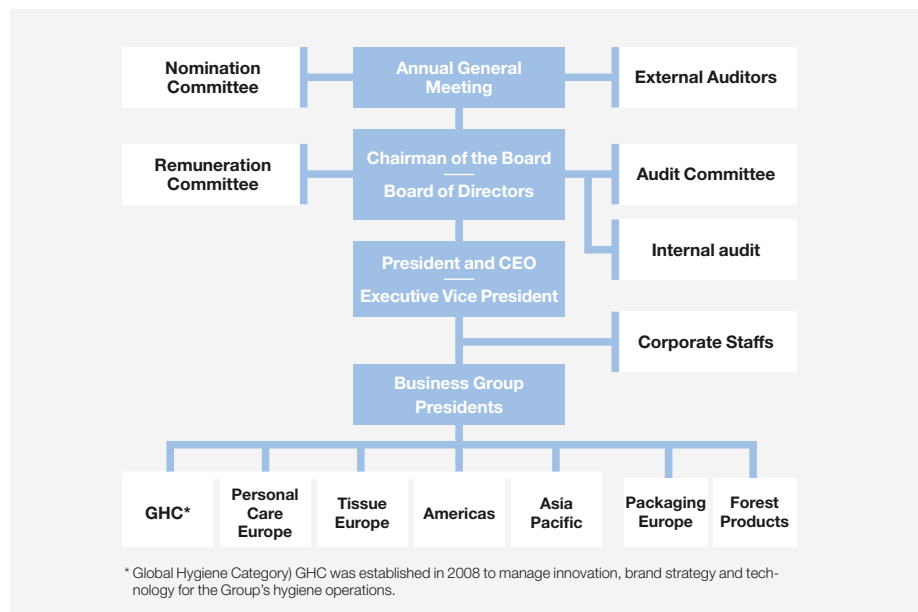 Nomination
Committee
Annual General
Meeting
External Auditors
Remuneration
Committee
Chairman of the Board
Board of Directors
Audit Committee
Internal audit
President and CEO
Executive Vice President
Corporate Staffs
Business Group
Presidents
GHC*
Personal
Care
Europe
Tissue
Europe
Americas
Asia
Pacific
Packaging
Europe
Forest
Products
* Global Hygiene Category) GHC was established in 2008 to manage innovation, brand strategy and tech-
nology for the Group’s hygiene operations.